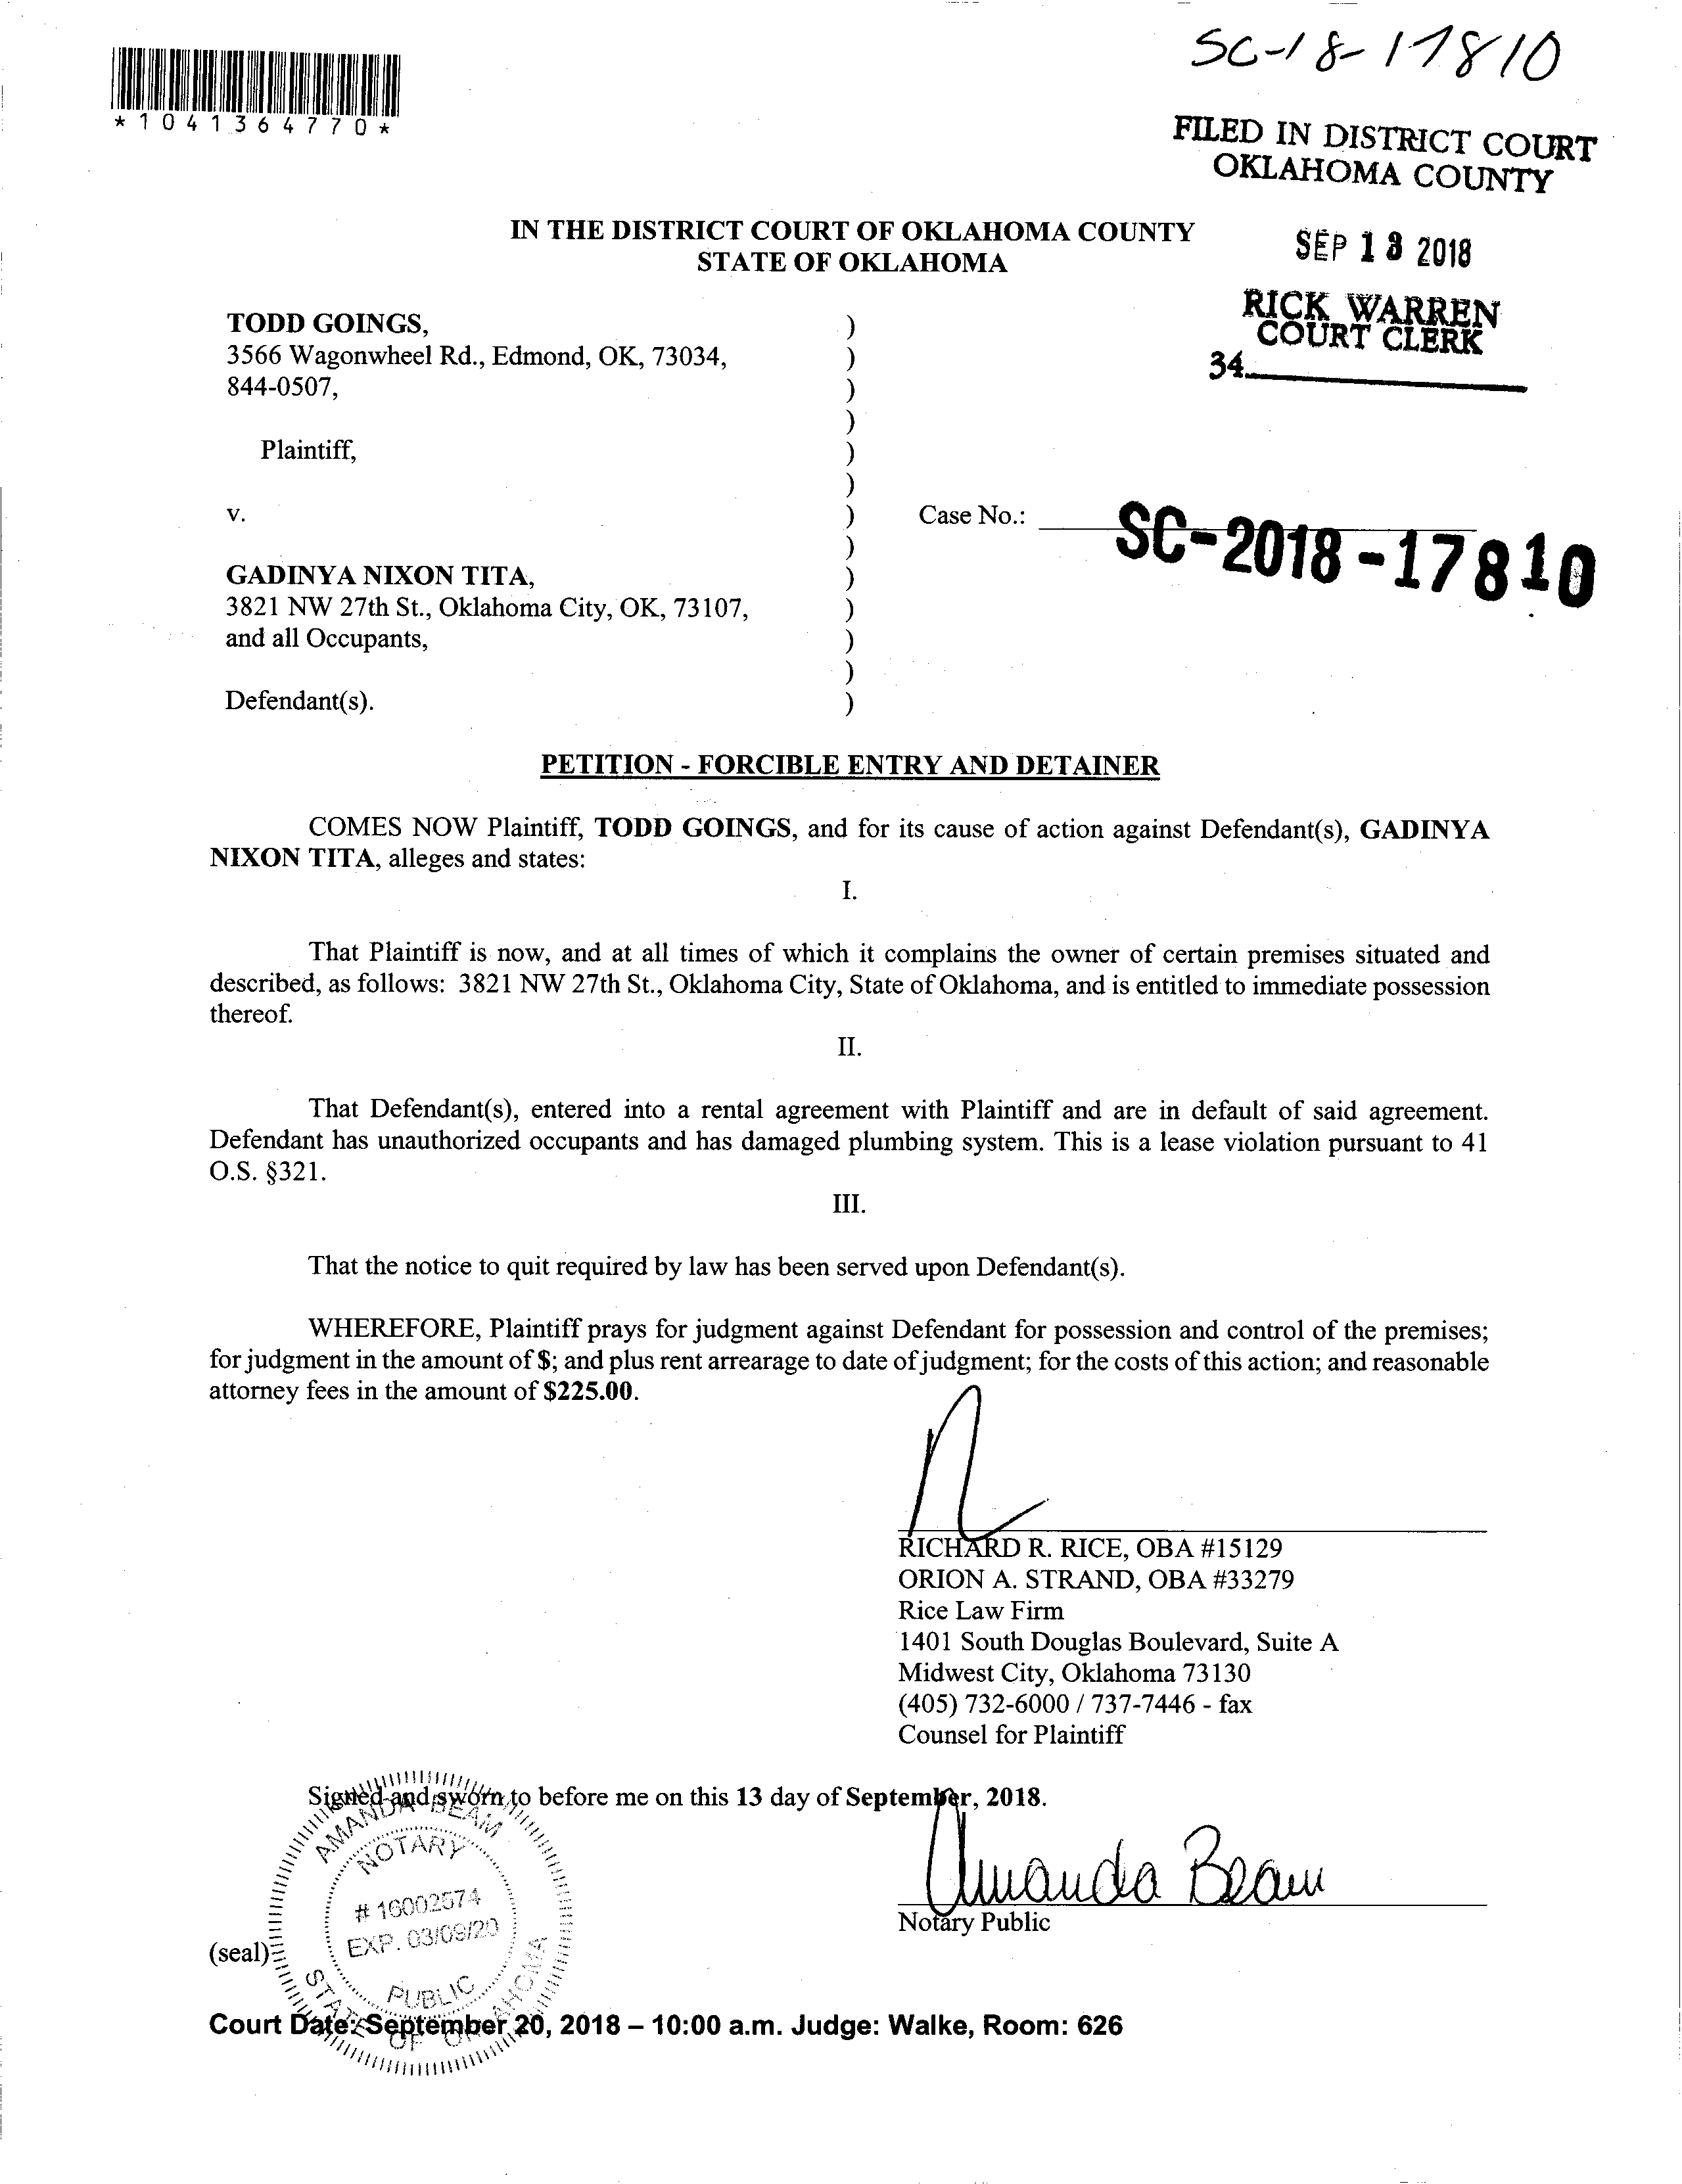 SC-18-17810
*1041364770*
FILED IN DISTRICT COURT
OKLAHOMA COUNTY
IN THE DISTRICT COURT OF OKLAHOMA COUNTY
STATE OF OKLAHOMA
SEP 13 2018
RICK WARREN
COURT CLERK
34
TODD GOINGS, )
3566 Wagonwheel Rd., Edmond, OK, 73034, )
844-0507, )
)
Plaintiff, )
)
v. ) Case No.: SC-2018-17810
)
GADINYA NIXON TITA, )
3821 NW 27th St., Oklahoma City, OK, 73107, )
and all Occupants, )
)
Defendant(s). )
PETITION - FORCIBLE ENTRY AND DETAINER
COMES NOW Plaintiff, TODD GOINGS, and for its cause of action against Defendant(s), GADINYA
NIXON TITA, alleges and states:
I.
That Plaintiff is now, and at all times of which it complains the owner of certain premises situated and
described, as follows: 3821 NW 27th St., Oklahoma City, State of Oklahoma, and is entitled to immediate possession
thereof.
II.
That Defendant(s), entered into a rental agreement with Plaintiff and are in default of said agreement.
Defendant has unauthorized occupants and has damaged plumbing system. This is a lease violation pursuant to 41
O.S. §321.
III.
That the notice to quit required by law has been served upon Defendant(s).
WHEREFORE, Plaintiff prays for judgment against Defendant for possession and control of the premises;
for judgment in the amount of $; and plus rent arrearage to date of judgment; for the costs of this action; and reasonable
attorney fees in the amount of $225.00.
RICHARD R. RICE, OBA #15129
ORION A. STRAND, OBA #33279
Rice Law Firm
1401 South Douglas Boulevard, Suite A
Midwest City, Oklahoma 73130
(405) 732-6000 / 737-7446 - fax
Counsel for Plaintiff
Signed and sworn to before me on this 13 day of September, 2018.
AMANDA BEAM
NOTARY
# 16002574
EXP. 03/09/20
PUBLIC
STATE OF OKLAHOMA
Amanda Beam
Notary Public
(seal)
Court Date: September 20, 2018 – 10:00 a.m. Judge: Walke, Room: 626